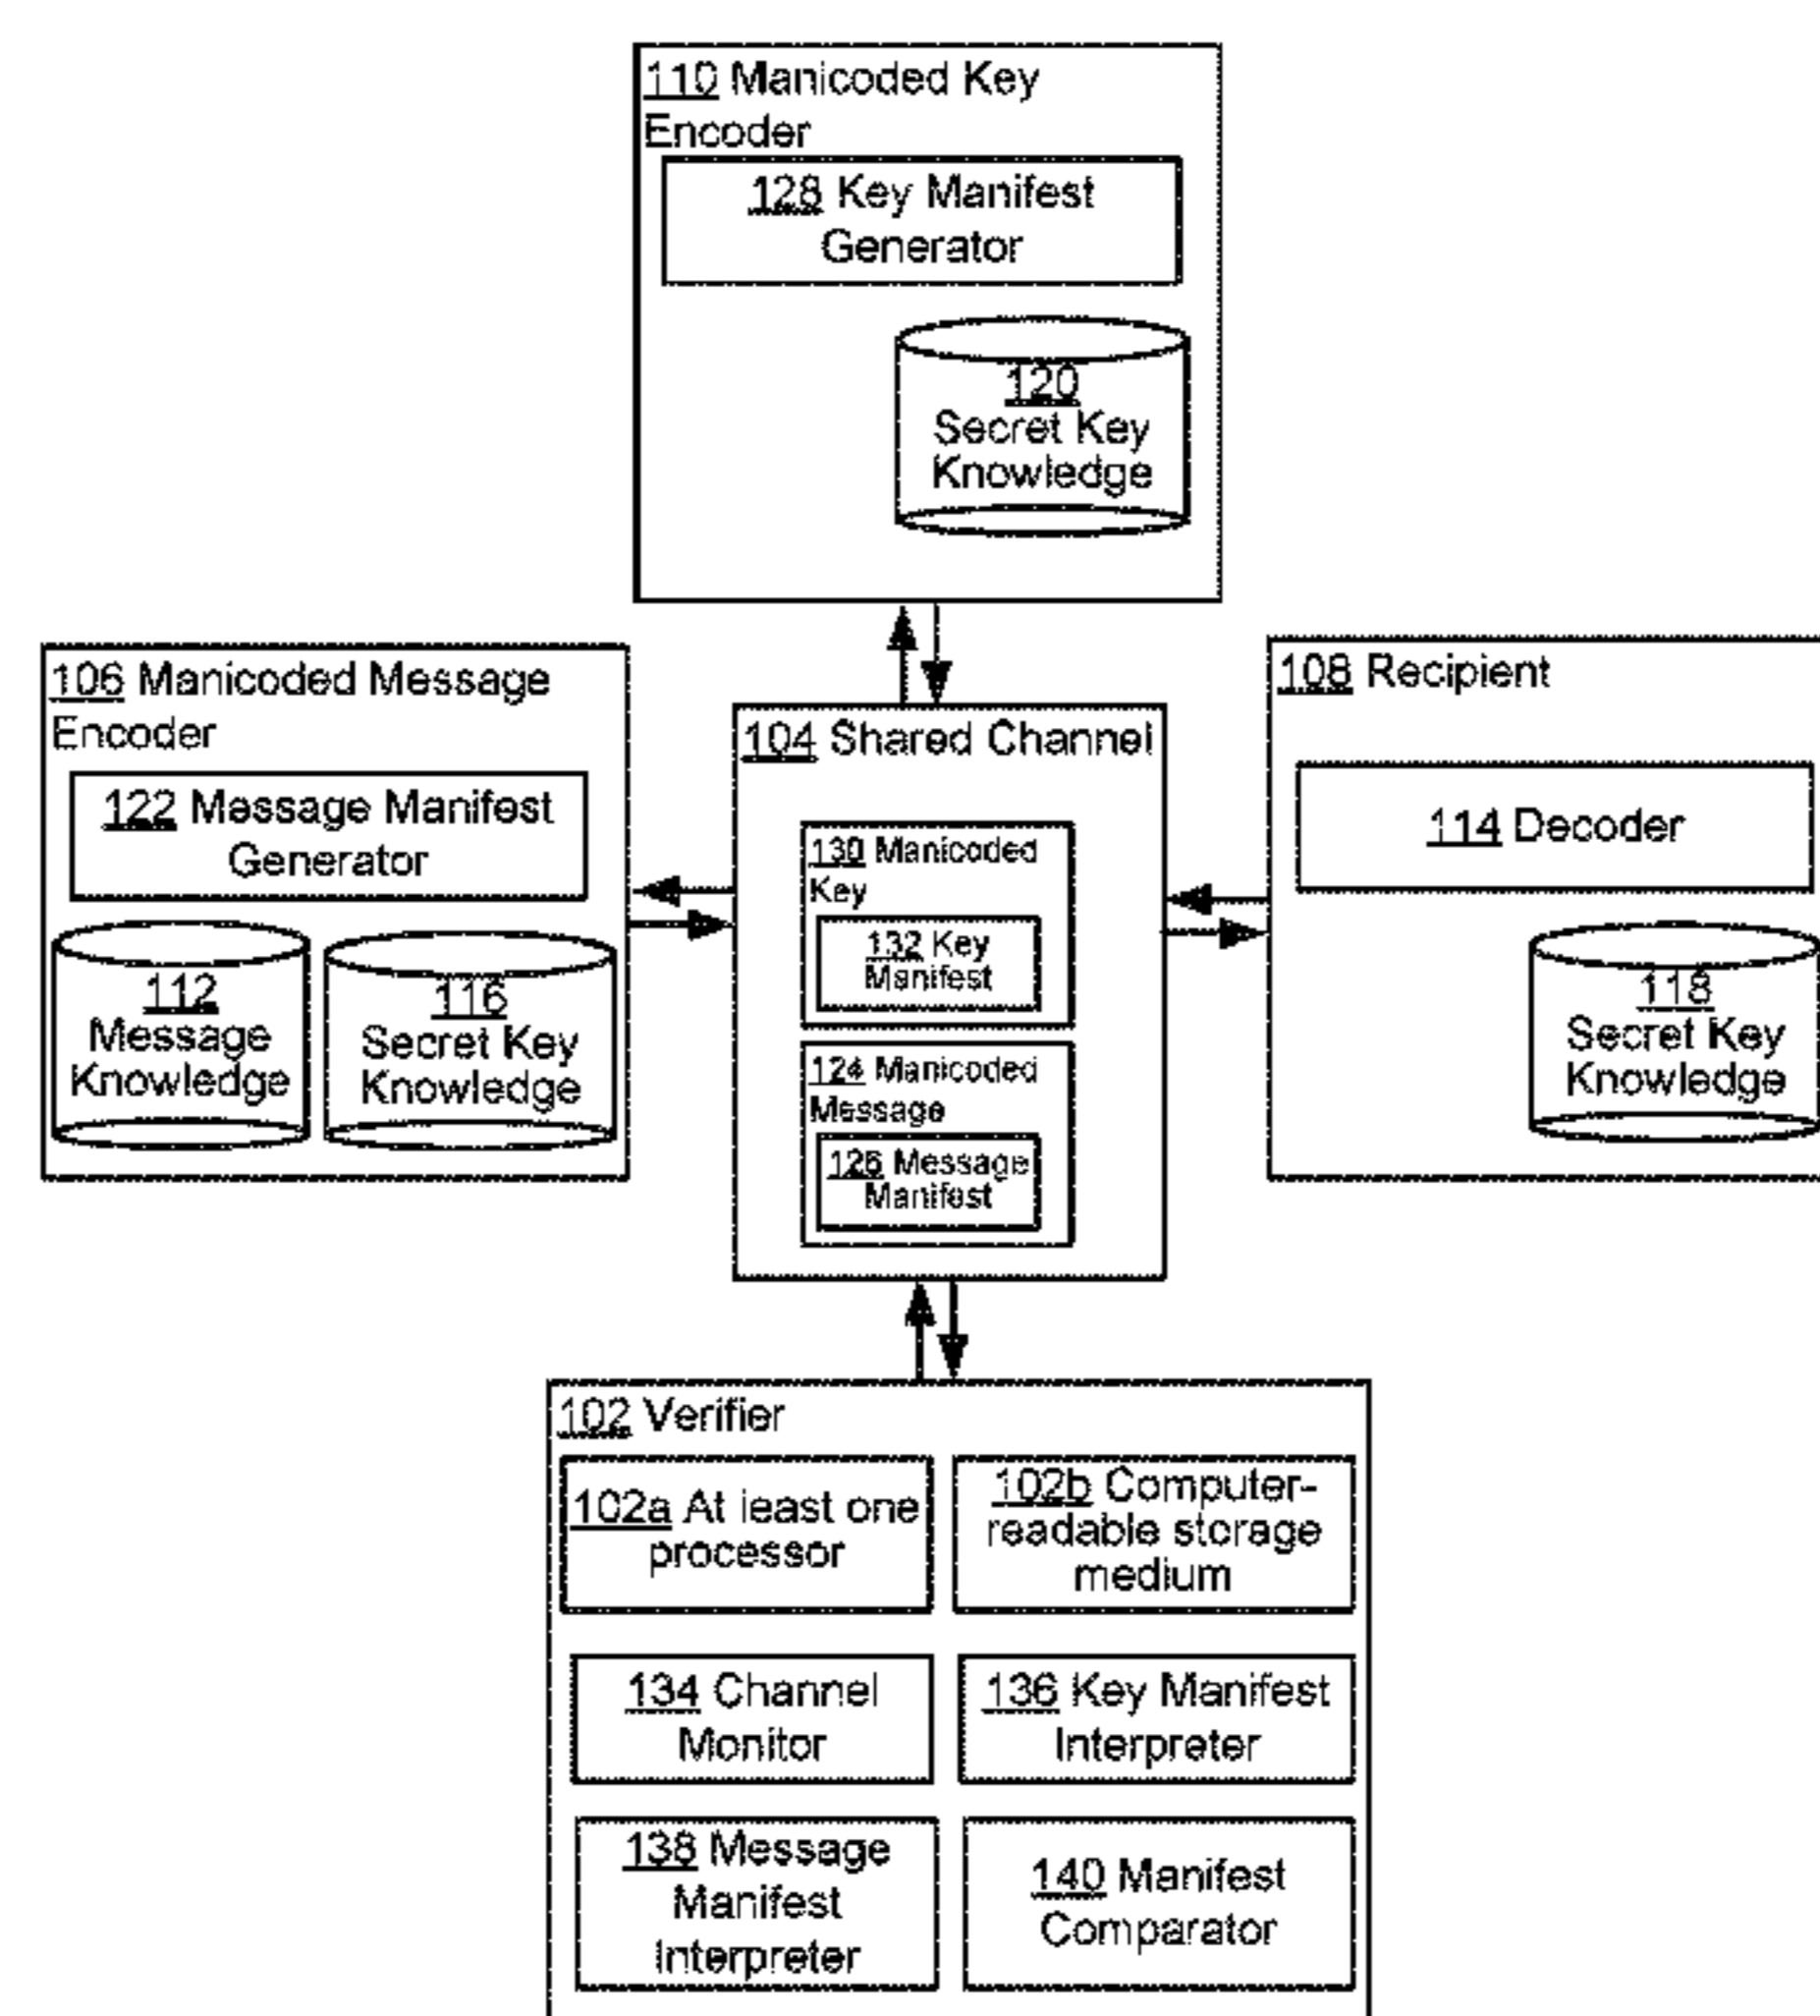 110 Manicoded Key
Encoder
128 Key Manifest
Generator
120
Secret Key
Knowledge
106 Manicoded Message
Encoder
122 Message Manifest
Generator
112
Message
Knowledge
116
Secret Key
Knowledge
104 Shared Channel
130 Manicoded
Key
132 Key
Manifest
124 Manicoded
Message
126 Message
Manifest
108 Recipient
114 Decoder
118
Secret Key
Knowledge
102 Verifier
102a At least one
processor
102b Computer-
readable storage
medium
134 Channel
Monitor
136 Key Manifest
Interpreter
138 Message
Manifest
Interpreter
140 Manifest
Comparator